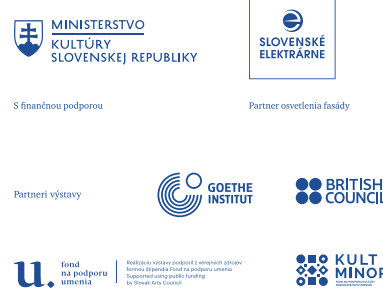 MINISTERSTVO
KULTÚRY
SLOVENSKEJ REPUBLIKY
SLOVENSKÉ
ELEKTRÁRNE
S finančnou podporou
Partner osvetlenia fasády
Partneri výstavy
GOETHE
INSTITUT
BRITISH
COUNCIL
u.
fond
na podporu
umenia
Realizáciu výstavy podporil z verejných zdrojov
formou štipendia Fond na podporu umenia
Supported using public funding
by Slovak Arts Council
KULT
MINOR